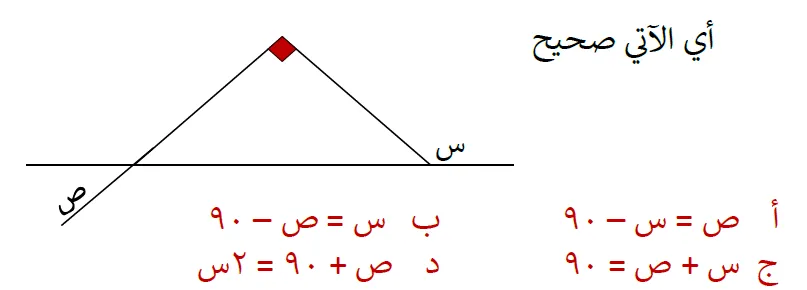 أي الآتي صحيح
س
ص
أ ص = س – ٩٠ ب س = ص – ٩٠
ج س + ص = ٩٠ د ص + ٩٠ = ٢س